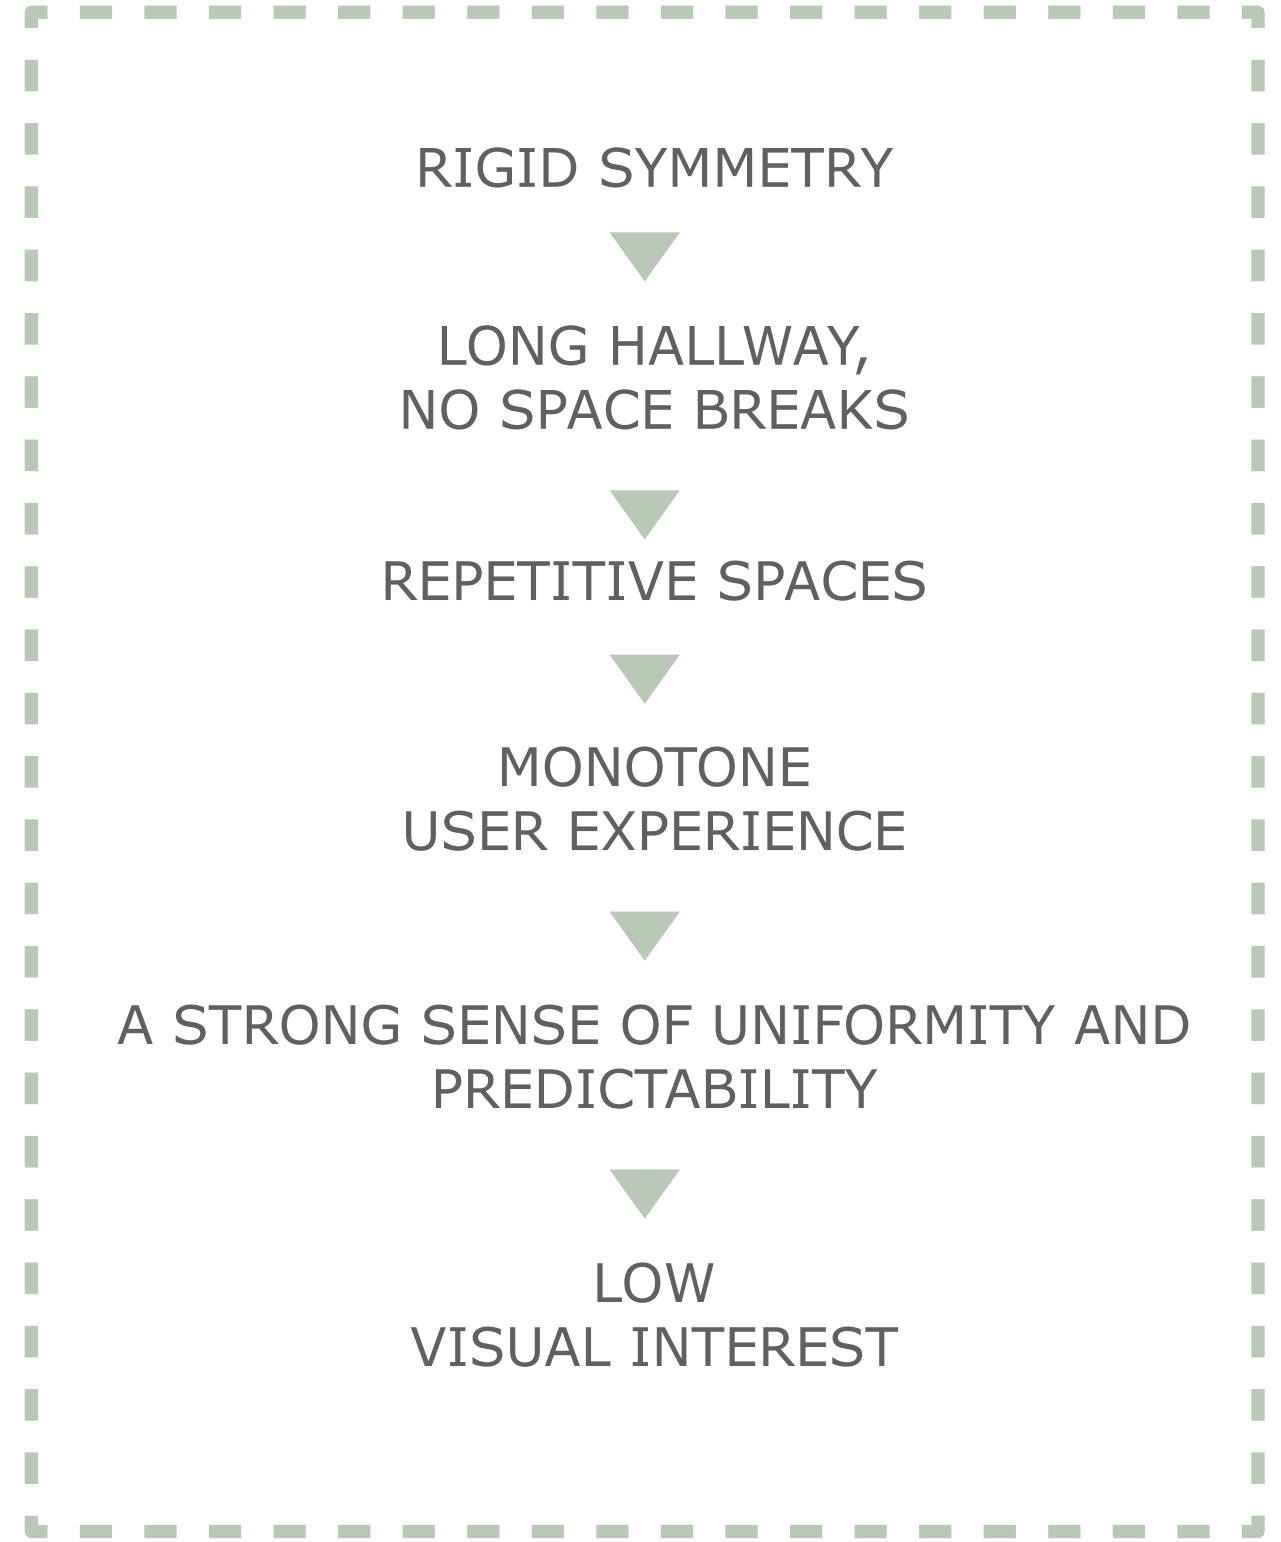 RIGID SYMMETRY
LONG HALLWAY,
NO SPACE BREAKS
REPETITIVE SPACES
MONOTONE
USER EXPERIENCE
A STRONG SENSE OF UNIFORMITY AND
PREDICTABILITY
LOW
VISUAL INTEREST